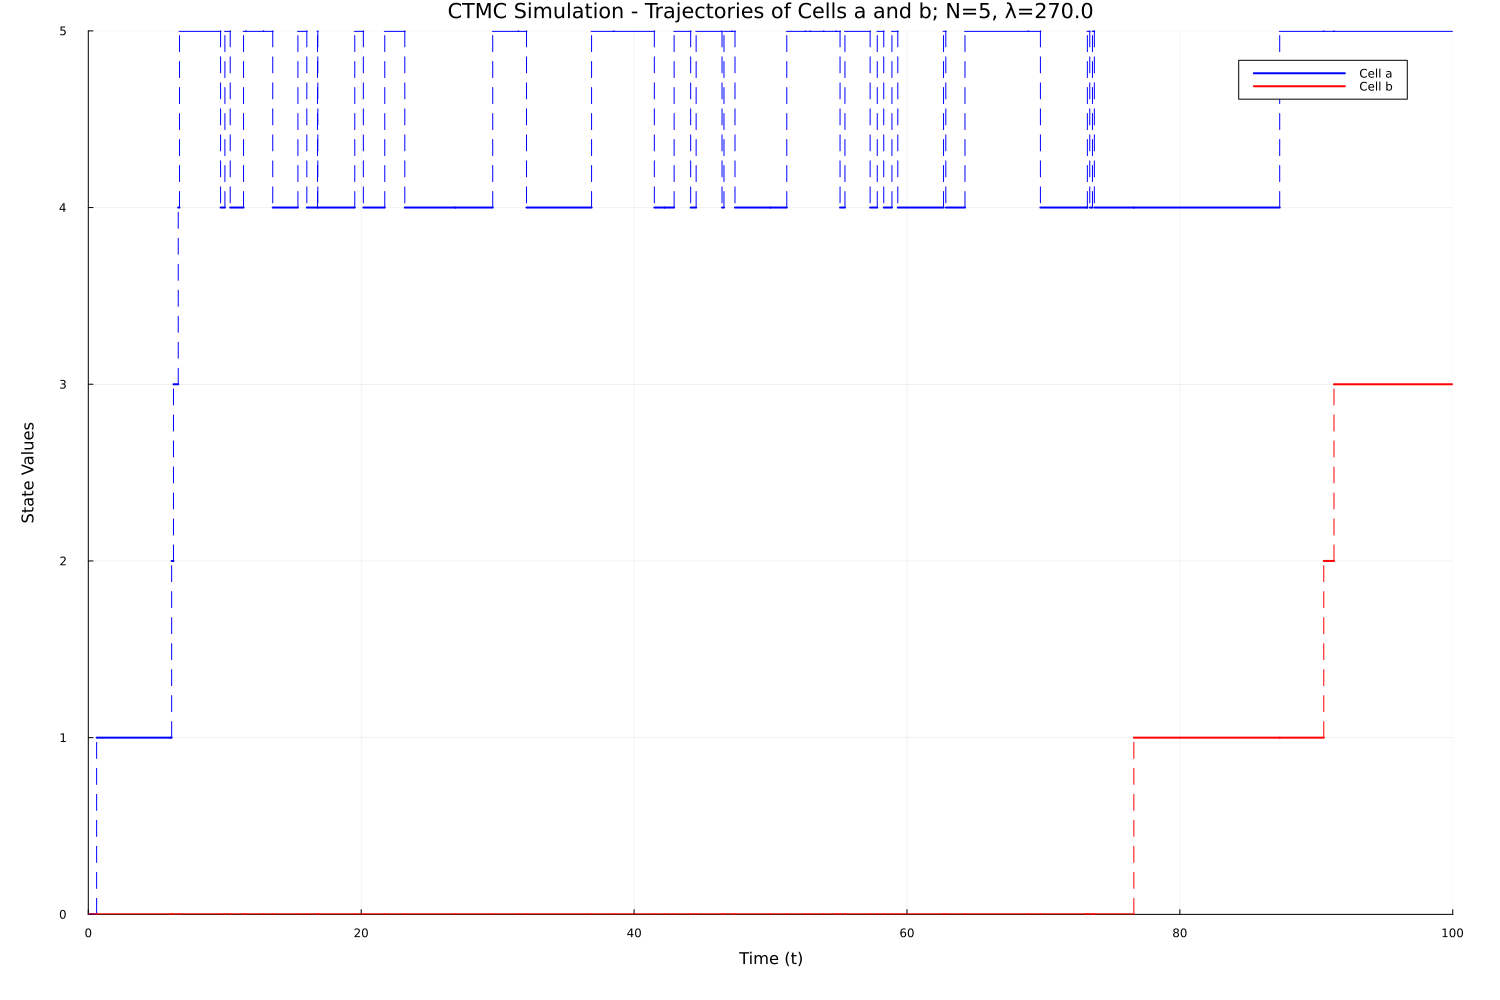 CTMC Simulation - Trajectories of Cells a and b; N=5, λ=270.0
5
Cell a
Cell b
4
3
State Values
2
1
0
0 20 40 60 80 100
Time (t)